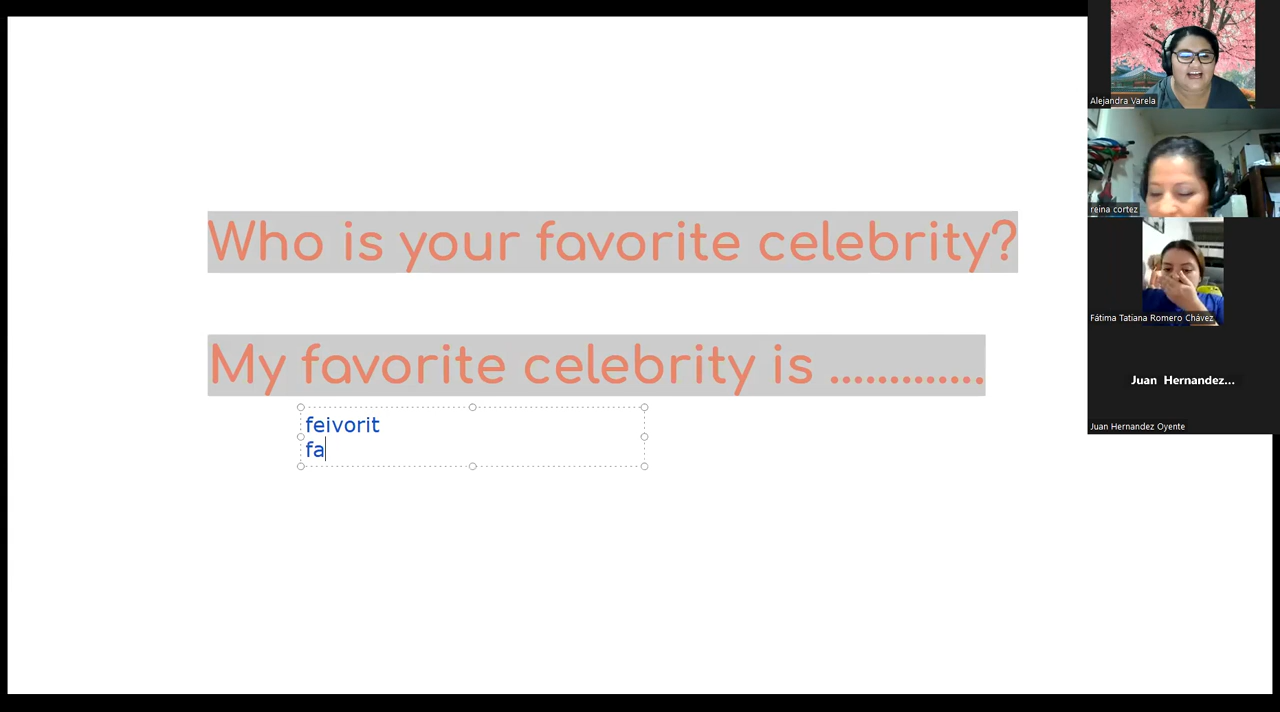 Who is your favorite celebrity?
My favorite celebrity is .............
feivorit
fa
Alejandra Varela
reina cortez
Fátima Tatiana Romero Chávez
Juan Hernandez...
Juan Hernandez Oyente